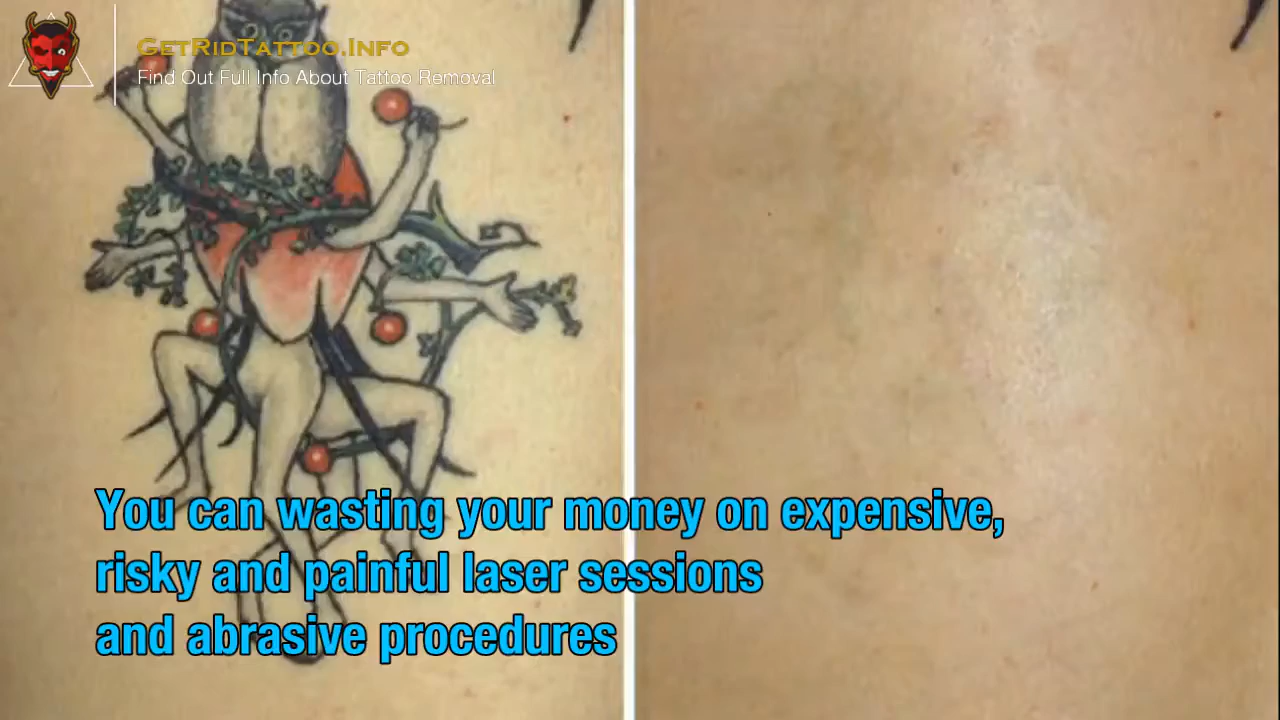 GetRidTattoo.Info
Find Out Full Info About Tattoo Removal
You can wasting your money on expensive,
risky and painful laser sessions
and abrasive procedures